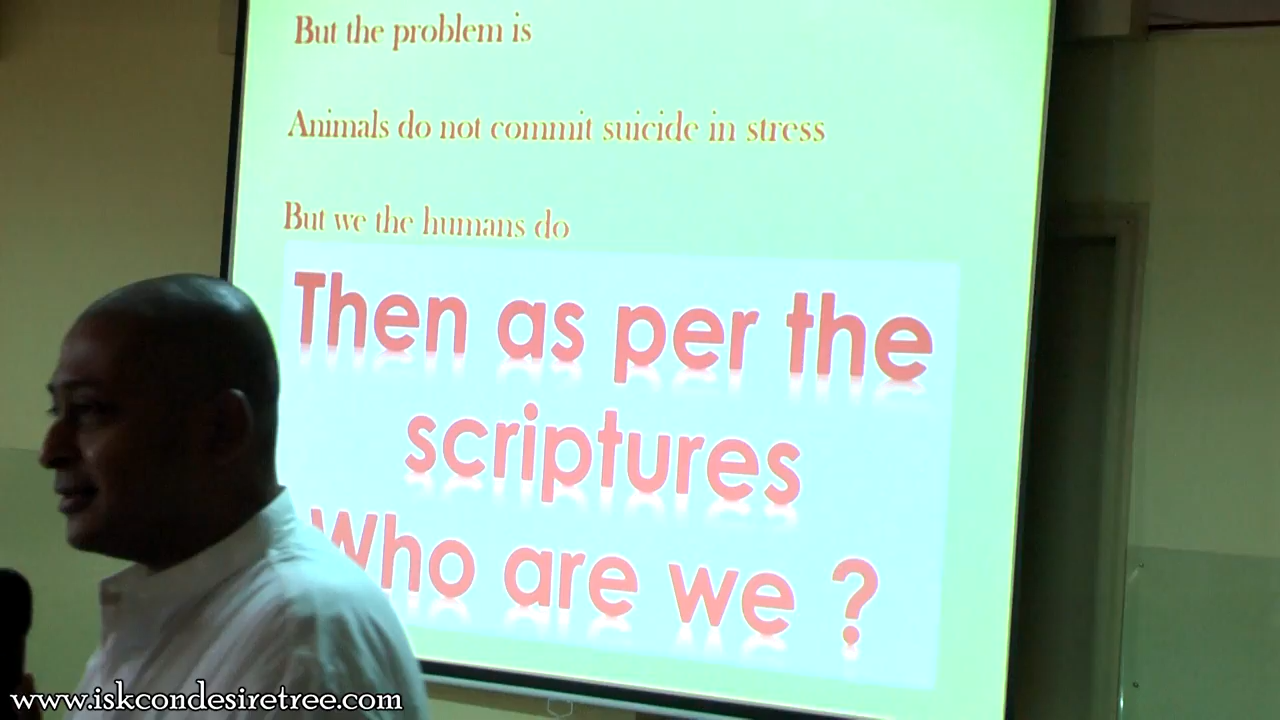 But the problem is
Animals do not commit suicide in stress
But we the humans do
Then as per the
scriptures
Who are we ?
www.iskcondesiretree.com